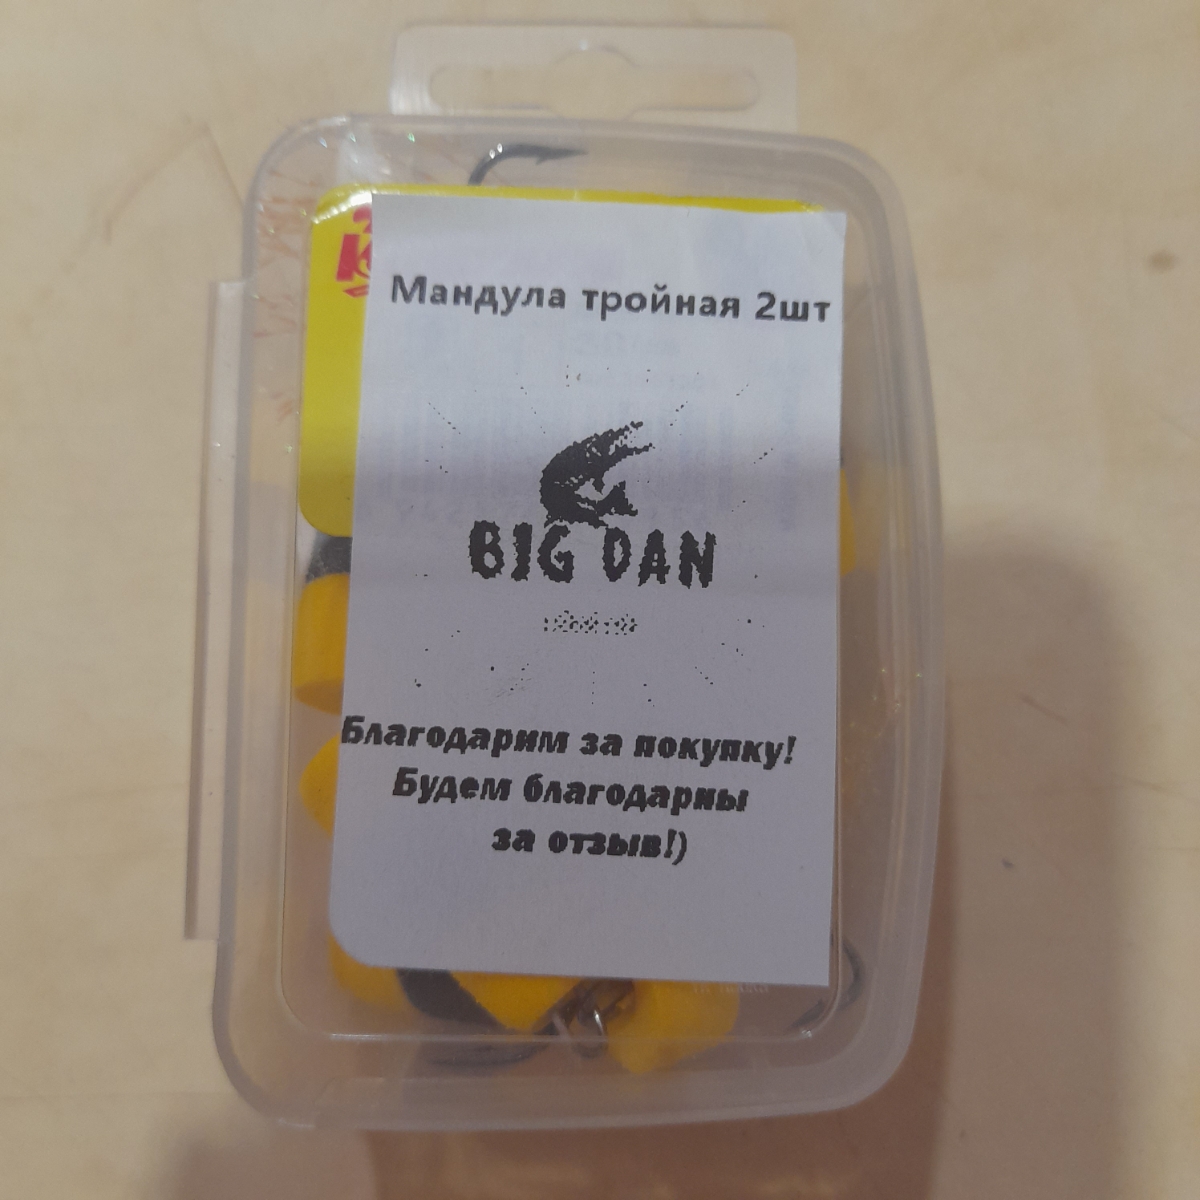 Мандула тройная 2шт
BIG DAN
Благодарим за покупку!
Будем благодарны
за отзыв!)